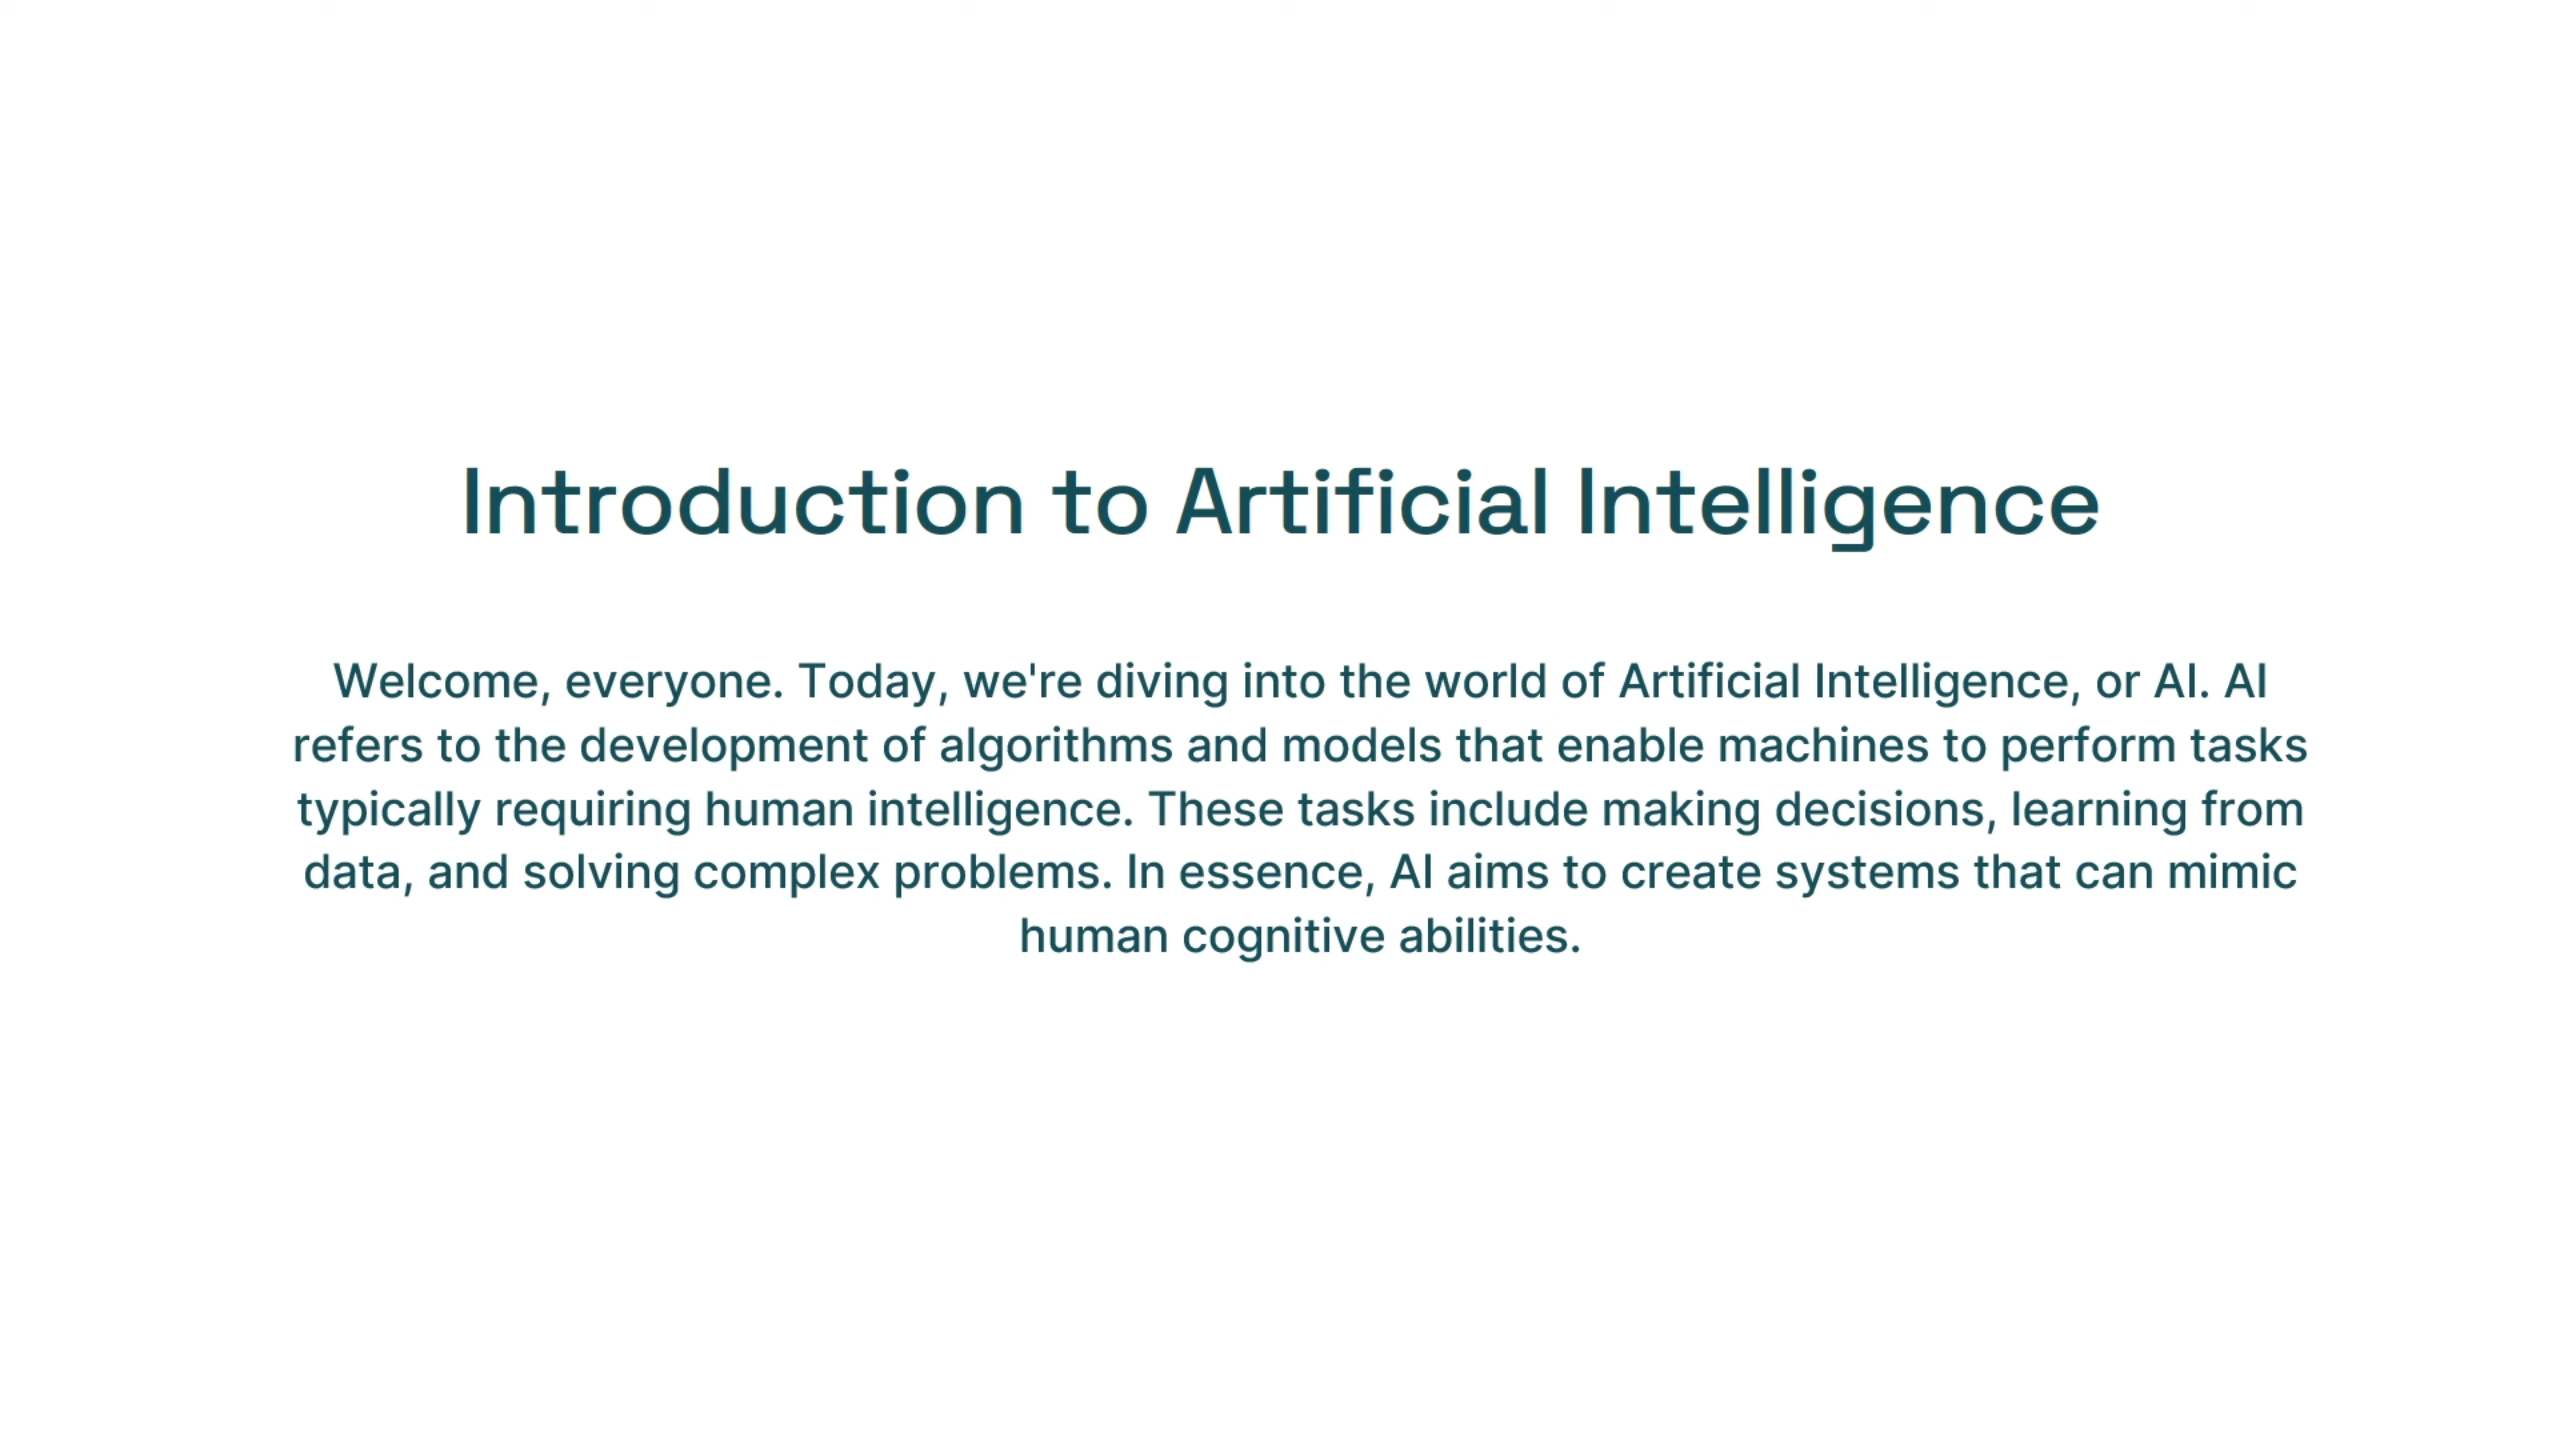 Introduction to Artificial Intelligence
Welcome, everyone. Today, we're diving into the world of Artificial Intelligence, or AI. AI
refers to the development of algorithms and models that enable machines to perform tasks
typically requiring human intelligence. These tasks include making decisions, learning from
data, and solving complex problems. In essence, AI aims to create systems that can mimic
human cognitive abilities.